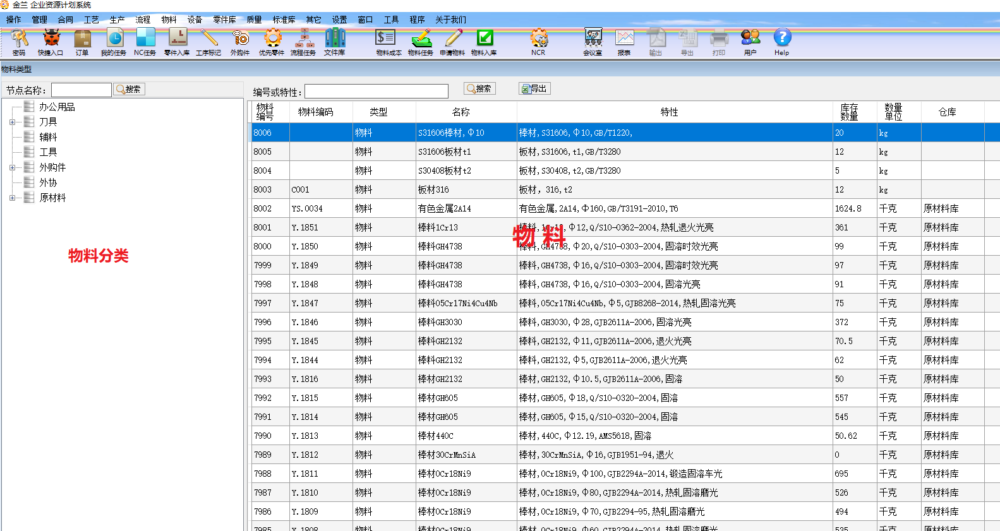 金兰 企业资源计划系统
操作 管理 合同 工艺 生产 流程 物料 设备 零件库 质量 标准库 其它 设置 窗口 工具 程序 关于我们
密码 快捷入口 订单 我的任务 NC任务 零件入库 工序标记 外购件 优先零件 流程任务 文件库 物料成本 物料任务 申请物料 物料入库 NCR 会议室 报表 输出 导出 打印 用户 Help
物料类型
节点名称: 搜索
办公用品
刀具
辅料
工具
外购件
外协
原材料
物料分类
编号或特性: 搜索 导出
物料编号 物料编码 类型 名称 特性 库存数量 数量单位 仓库
8006 物料 S31606棒材,Φ10 棒材,S31606,Φ10,GB/T1220, 20 kg
8005 物料 S31606板材t1 板材,S31606,t1,GB/T3280 12 kg
8004 物料 S30408板材t2 板材,S30408,t2,GB/T3280 5 kg
8003 C001 物料 板材316 板材, 316,t2 12 kg
8002 YS.0034 物料 有色金属2A14 有色金属,2A14,Φ160,GB/T3191-2010,T6 1624.8 千克 原材料库
8001 Y.1851 物料 棒料1Cr13 棒料,1Cr13,Φ12,Q/S10-0362-2004,热轧退火光亮 361 千克 原材料库
物 料
8000 Y.1850 物料 棒料GH4738 棒料,GH4738,Φ20,Q/S10-0303-2004,固溶时效光亮 99 千克 原材料库
7999 Y.1849 物料 棒料GH4738 棒料,GH4738,Φ16,Q/S10-0303-2004,固溶时效光亮 97 千克 原材料库
7998 Y.1848 物料 棒料GH4738 棒料,GH4738,Φ16,Q/S10-0303-2004,固溶光亮 91 千克 原材料库
7997 Y.1847 物料 棒料05Cr17Ni4Cu4Nb 棒料,05Cr17Ni4Cu4Nb,Φ5,GJB8268-2014,热轧固溶光亮 75 千克 原材料库
7996 Y.1846 物料 棒料GH3030 棒料,GH3030,Φ28,GJB2611A-2006,固溶光亮 372 千克 原材料库
7995 Y.1845 物料 棒料GH2132 棒料,GH2132,Φ11,GJB2611A-2006,退火光亮 70.5 千克 原材料库
7994 Y.1844 物料 棒料GH2132 棒料,GH2132,Φ5,GJB2611A-2006,退火光亮 62 千克 原材料库
7993 Y.1816 物料 棒材GH2132 棒材,GH2132,Φ10.5,GJB2611A-2006,固溶 50 千克 原材料库
7992 Y.1815 物料 棒材GH605 棒材,GH605,Φ18,Q/S10-0320-2004,固溶 557 千克 原材料库
7991 Y.1814 物料 棒材GH605 棒材,GH605,Φ15,Q/S10-0320-2004,固溶 545 千克 原材料库
7990 Y.1813 物料 棒材440C 棒材,440C,Φ12.19,AMS5618,固溶 50.62 千克 原材料库
7989 Y.1812 物料 棒材30CrMnSiA 棒材,30CrMnSiA,Φ16,GJB1951-94,退火 0 千克 原材料库
7988 Y.1811 物料 棒材0Cr18Ni9 棒材,0Cr18Ni9,Φ100,GJB2294A-2014,锻造固溶车光 695 千克 原材料库
7987 Y.1810 物料 棒材0Cr18Ni9 棒材,0Cr18Ni9,Φ80,GJB2294A-2014,热轧固溶磨光 526 千克 原材料库
7986 Y.1809 物料 棒材0Cr18Ni9 棒材,0Cr18Ni9,Φ70,GJB2294-95,热轧固溶磨光 494 千克 原材料库
7985 Y.1808 物料 棒材0Cr18Ni9 棒材,0Cr18Ni9,Φ60,GJB2294A-2014,热轧固溶磨光 535 千克 原材料库